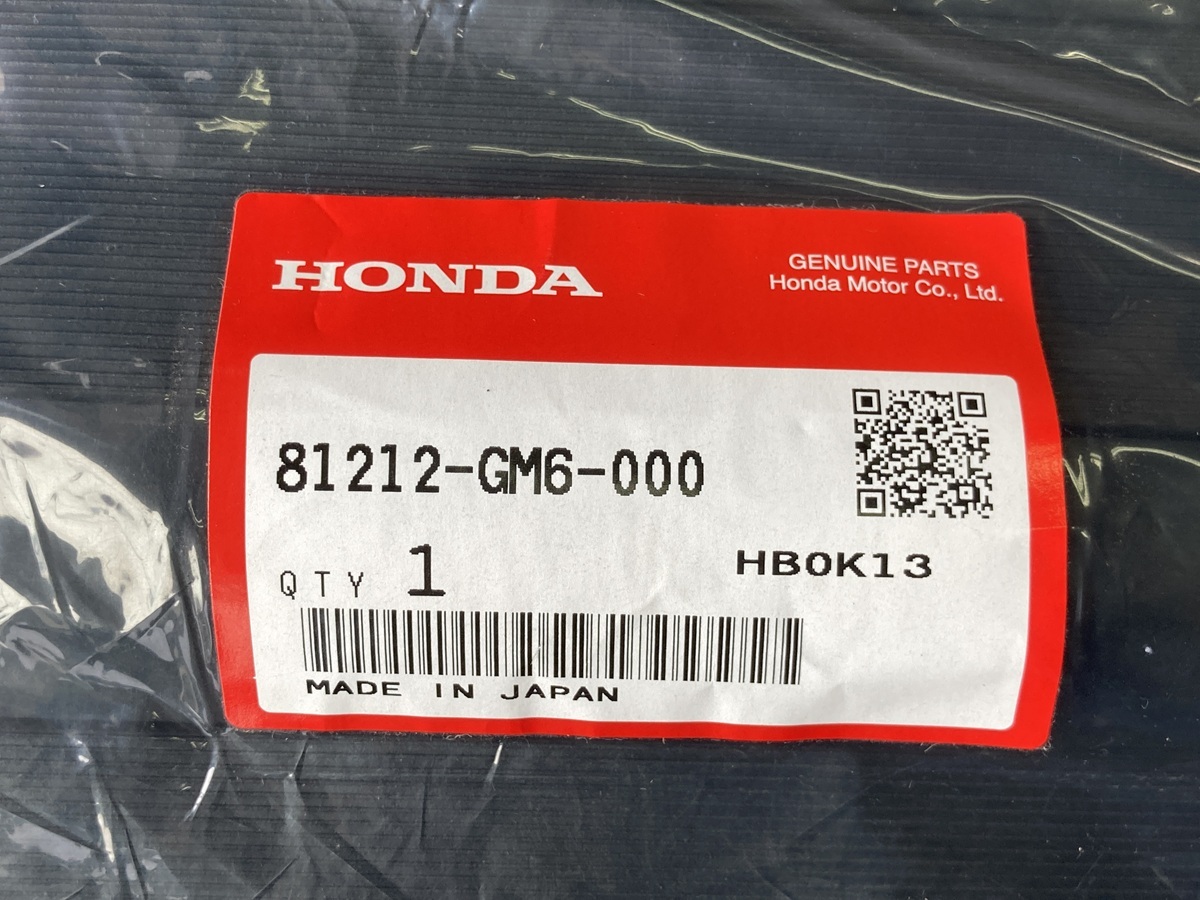 HONDA
GENUINE PARTS
Honda Motor Co., Ltd.
81212-GM6-000
QTY 1
HB0K13
MADE IN JAPAN